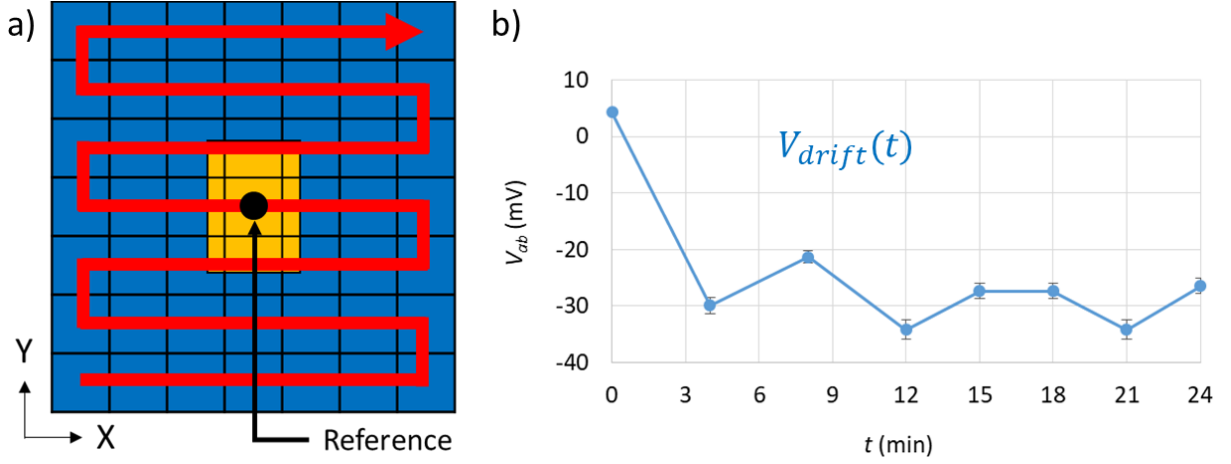 a)
Y
X
Reference
b)
V_drift(t)
V_ab (mV)
10
0
-10
-20
-30
-40
0 3 6 9 12 15 18 21 24
t (min)